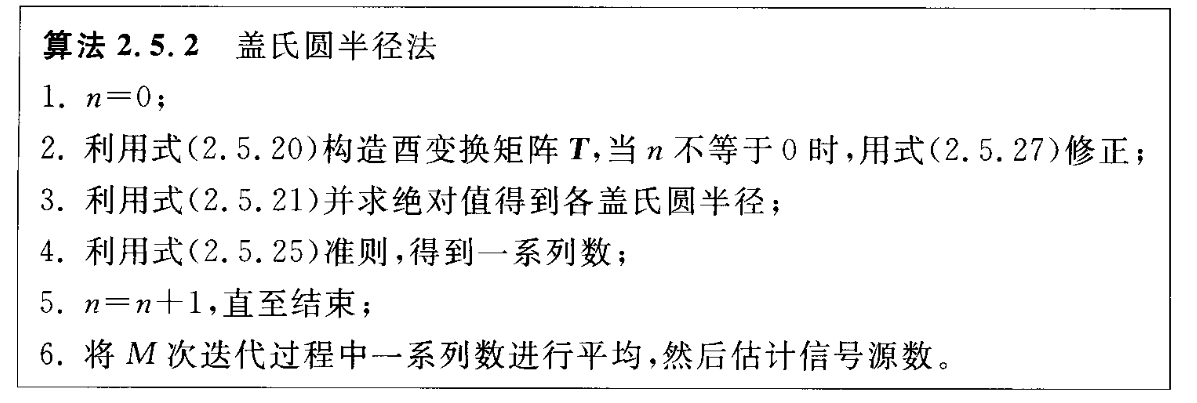 算法 2.5.2 盖氏圆半径法
1. n=0;
2. 利用式(2.5.20)构造酉变换矩阵 T,当 n 不等于 0 时,用式(2.5.27)修正;
3. 利用式(2.5.21)并求绝对值得到各盖氏圆半径;
4. 利用式(2.5.25)准则,得到一系列数;
5. n=n+1,直至结束;
6. 将 M 次迭代过程中一系列数进行平均,然后估计信号源数。